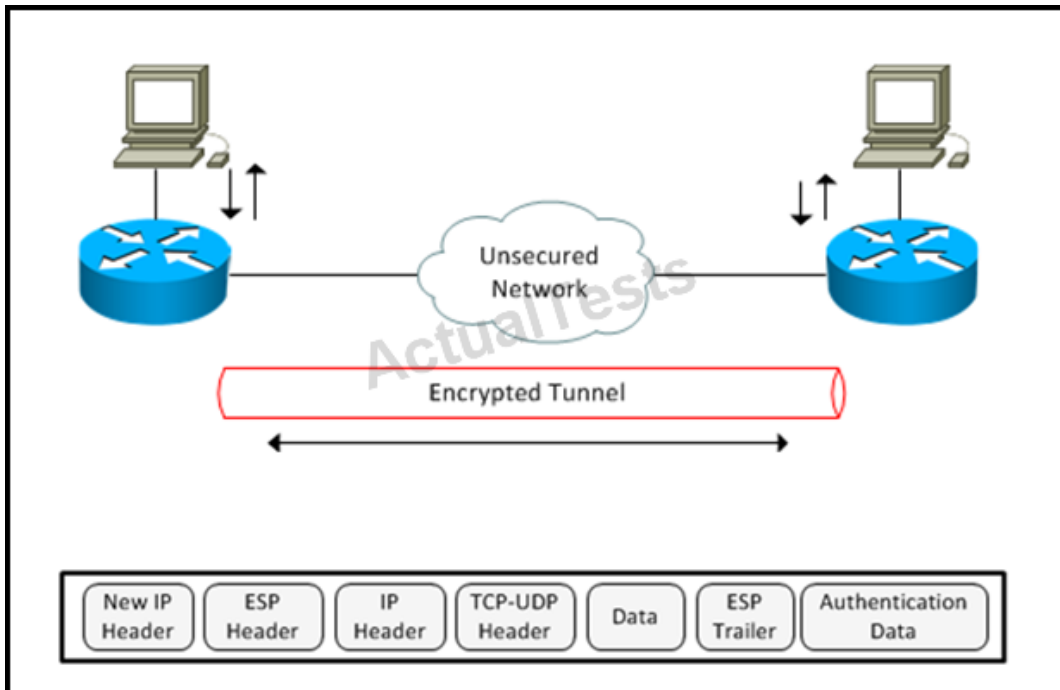 Unsecured
Network
ActualTests
Encrypted Tunnel
New IP
Header
ESP
Header
IP
Header
TCP-UDP
Header
Data
ESP
Trailer
Authentication
Data